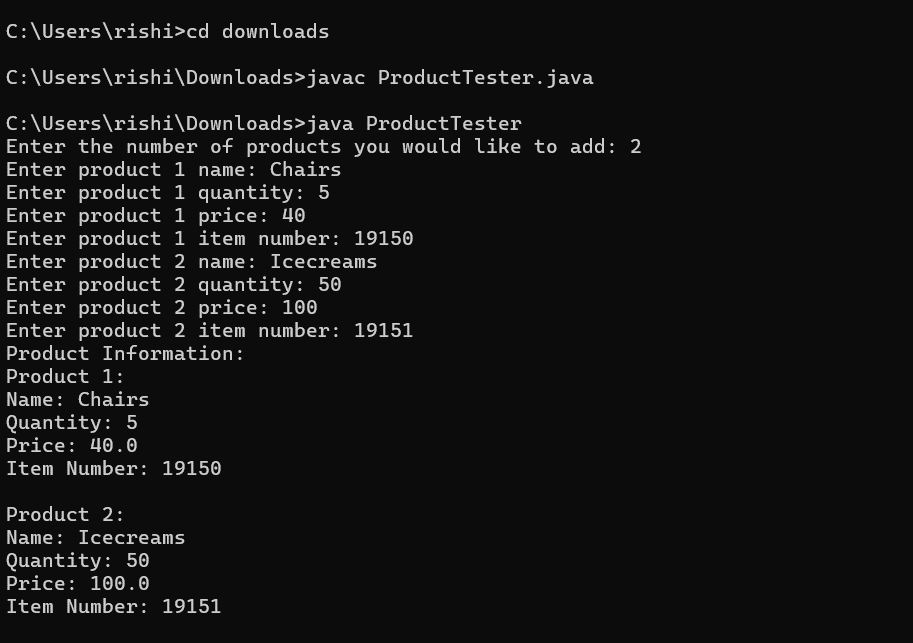 C:\Users\rishi>cd downloads
C:\Users\rishi\Downloads>javac ProductTester.java
C:\Users\rishi\Downloads>java ProductTester
Enter the number of products you would like to add: 2
Enter product 1 name: Chairs
Enter product 1 quantity: 5
Enter product 1 price: 40
Enter product 1 item number: 19150
Enter product 2 name: Icecreams
Enter product 2 quantity: 50
Enter product 2 price: 100
Enter product 2 item number: 19151
Product Information:
Product 1:
Name: Chairs
Quantity: 5
Price: 40.0
Item Number: 19150
Product 2:
Name: Icecreams
Quantity: 50
Price: 100.0
Item Number: 19151